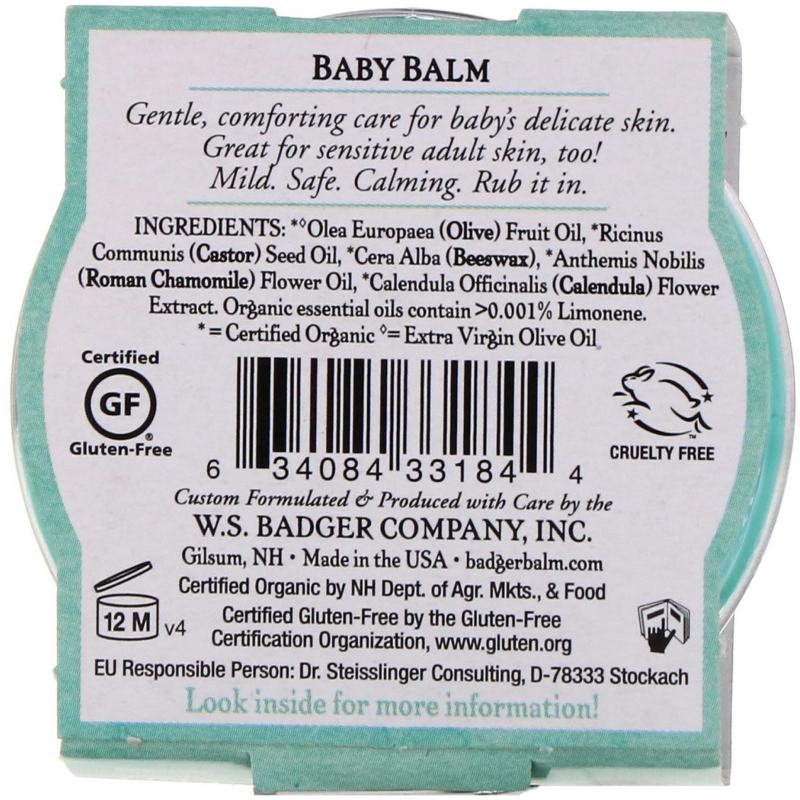 BABY BALM
Gentle, comforting care for baby's delicate skin.
Great for sensitive adult skin, too!
Mild. Safe. Calming. Rub it in.
INGREDIENTS: *◊Olea Europaea (Olive) Fruit Oil, *Ricinus
Communis (Castor) Seed Oil, *Cera Alba (Beeswax), *Anthemis Nobilis
(Roman Chamomile) Flower Oil, *Calendula Officinalis (Calendula) Flower
Extract. Organic essential oils contain >0.001% Limonene.
* = Certified Organic ◊= Extra Virgin Olive Oil
Certified
GF
®
Gluten-Free
6 34084 33184 4
™
CRUELTY FREE
Custom Formulated & Produced with Care by the
W.S. BADGER COMPANY, INC.
Gilsum, NH • Made in the USA • badgerbalm.com
Certified Organic by NH Dept. of Agr. Mkts., & Food
12 M v4
Certified Gluten-Free by the Gluten-Free
Certification Organization, www.gluten.org
EU Responsible Person: Dr. Steisslinger Consulting, D-78333 Stockach
Look inside for more information!